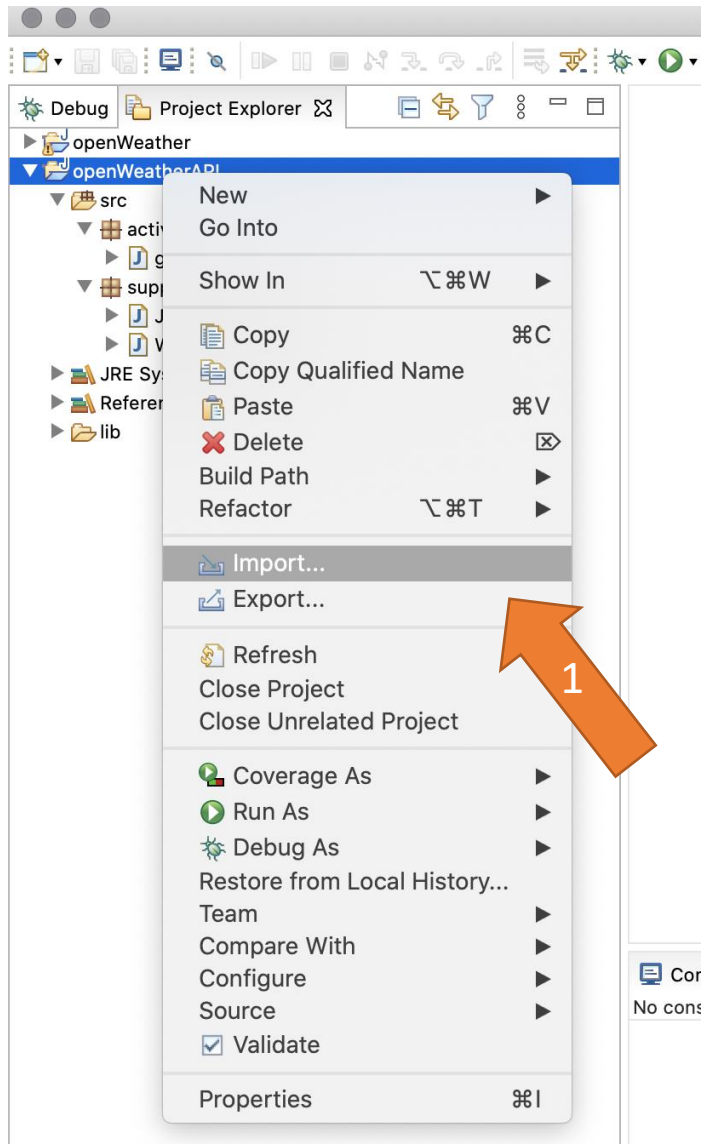 Debug Project Explorer
openWeather
openWeatherAPI
src
JRE Sy
lib
New
Go Into
Show In ⌥⌘W
Copy ⌘C
Copy Qualified Name
Paste ⌘V
Delete
Build Path
Refactor ⌥⌘T
Import...
Export...
1
Refresh
Close Project
Close Unrelated Project
Coverage As
Run As
Debug As
Restore from Local History...
Team
Compare With
Configure
Source
Validate
Properties ⌘I
No cons